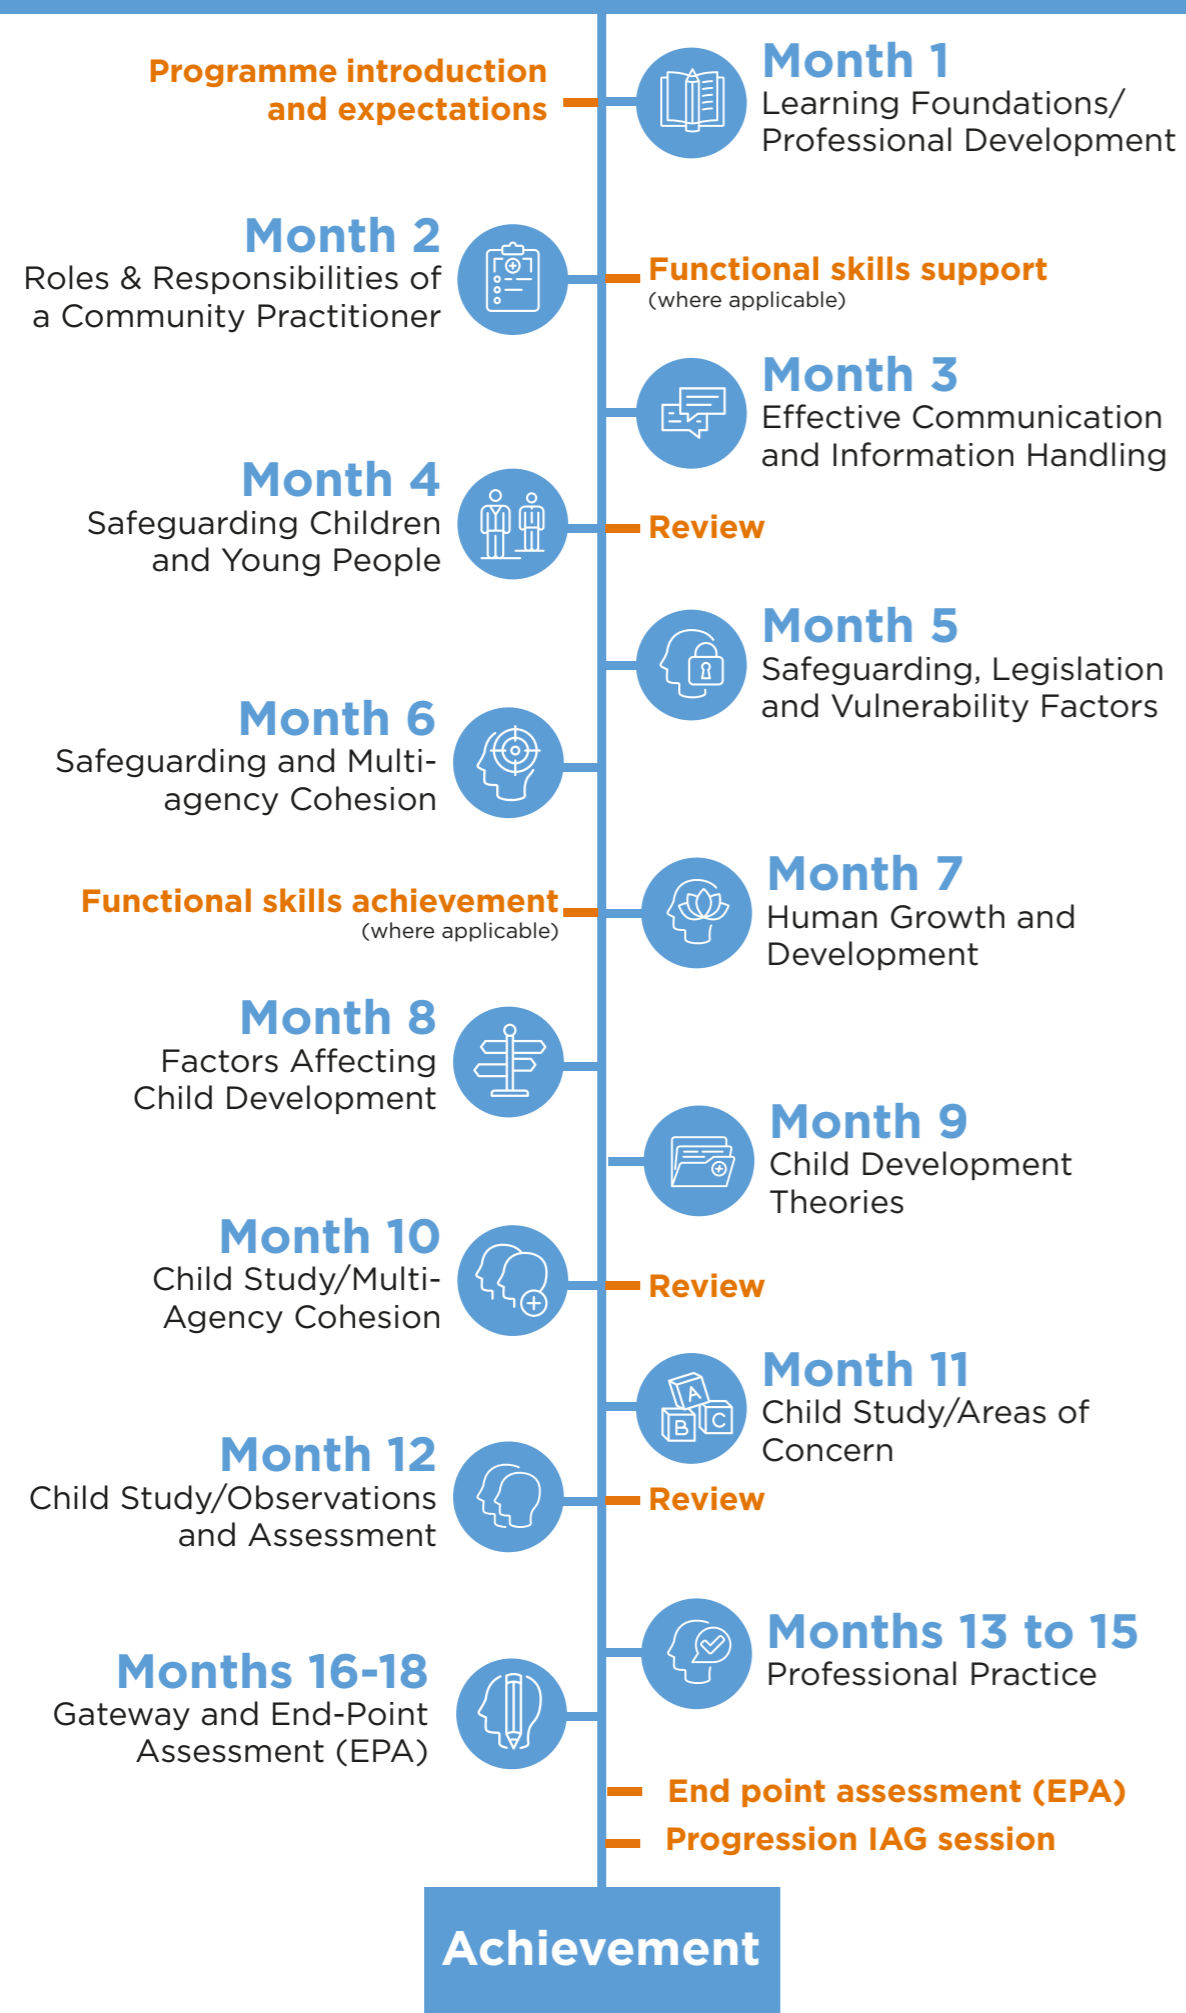 Programme introduction
and expectations
Month 1
Learning Foundations/
Professional Development
Month 2
Roles & Responsibilities of
a Community Practitioner
Functional skills support
(where applicable)
Month 3
Effective Communication
and Information Handling
Month 4
Safeguarding Children
and Young People
Review
Month 5
Safeguarding, Legislation
and Vulnerability Factors
Month 6
Safeguarding and Multi-
agency Cohesion
Functional skills achievement
(where applicable)
Month 7
Human Growth and
Development
Month 8
Factors Affecting
Child Development
Month 9
Child Development
Theories
Month 10
Child Study/Multi-
Agency Cohesion
Review
Month 11
Child Study/Areas of
Concern
A
B
C
Month 12
Child Study/Observations
and Assessment
Review
Months 13 to 15
Professional Practice
Months 16-18
Gateway and End-Point
Assessment (EPA)
End point assessment (EPA)
Progression IAG session
Achievement